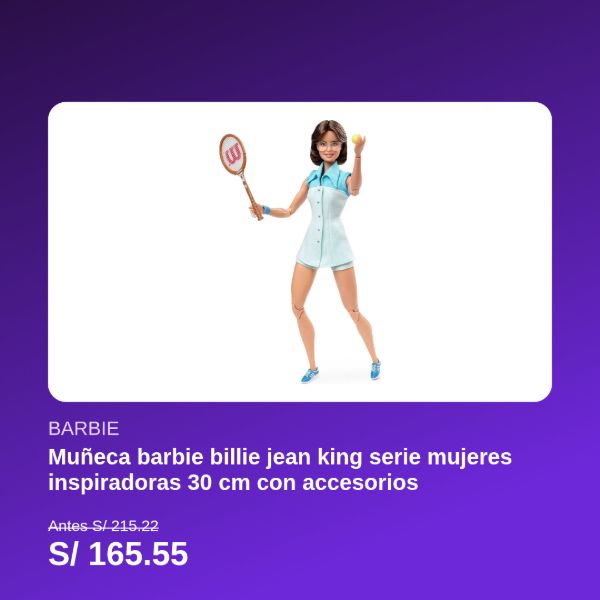 W
BARBIE
Muñeca barbie billie jean king serie mujeres
inspiradoras 30 cm con accesorios
Antes S/ 215.22
S/ 165.55